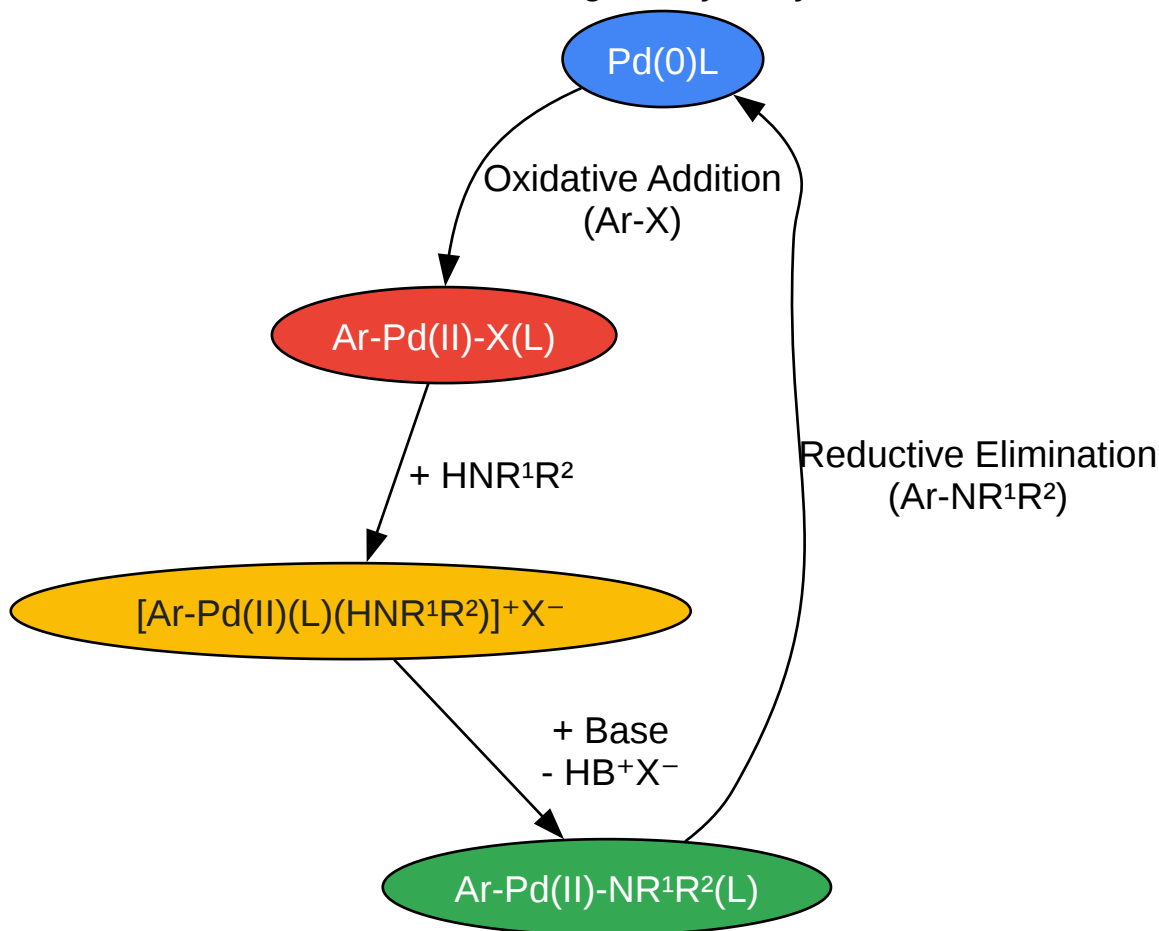 Pd(0)L
Oxidative Addition
(Ar-X)
Ar-Pd(II)-X(L)
+ HNR¹R²
Reductive Elimination
(Ar-NR¹R²)
[Ar-Pd(II)(L)(HNR¹R²)]⁺X⁻
+ Base
- HB⁺X⁻
Ar-Pd(II)-NR¹R²(L)